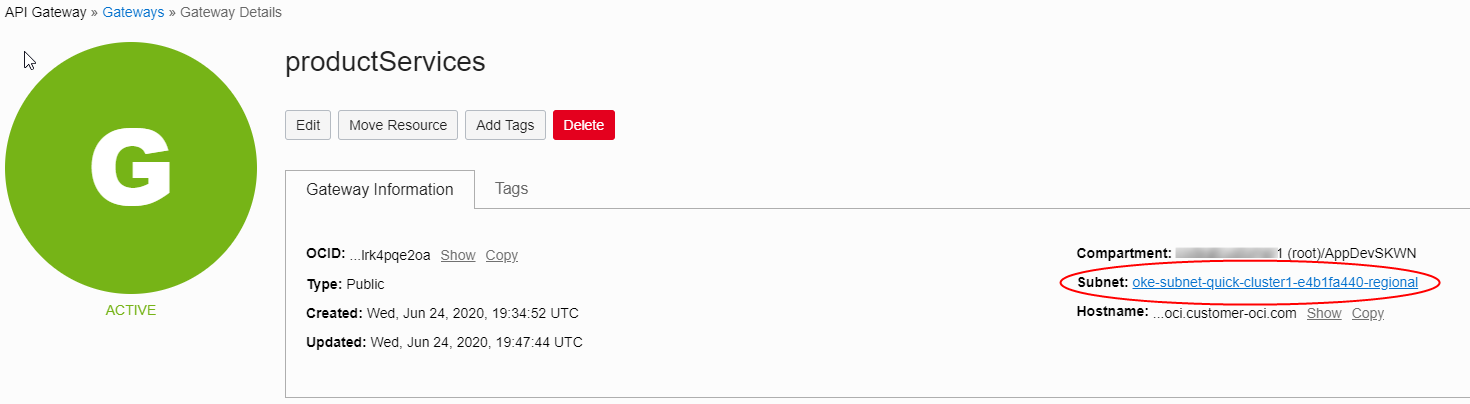 API Gateway » Gateways » Gateway Details
productServices
G
Edit Move Resource Add Tags Delete
Gateway Information Tags
OCID: ...lrk4pqe2oa Show Copy
Type: Public
Created: Wed, Jun 24, 2020, 19:34:52 UTC
Updated: Wed, Jun 24, 2020, 19:47:44 UTC
Compartment: 1 (root)/AppDevSKWN
Subnet: oke-subnet-quick-cluster1-e4b1fa440-regional
Hostname: ...oci.customer-oci.com Show Copy
ACTIVE